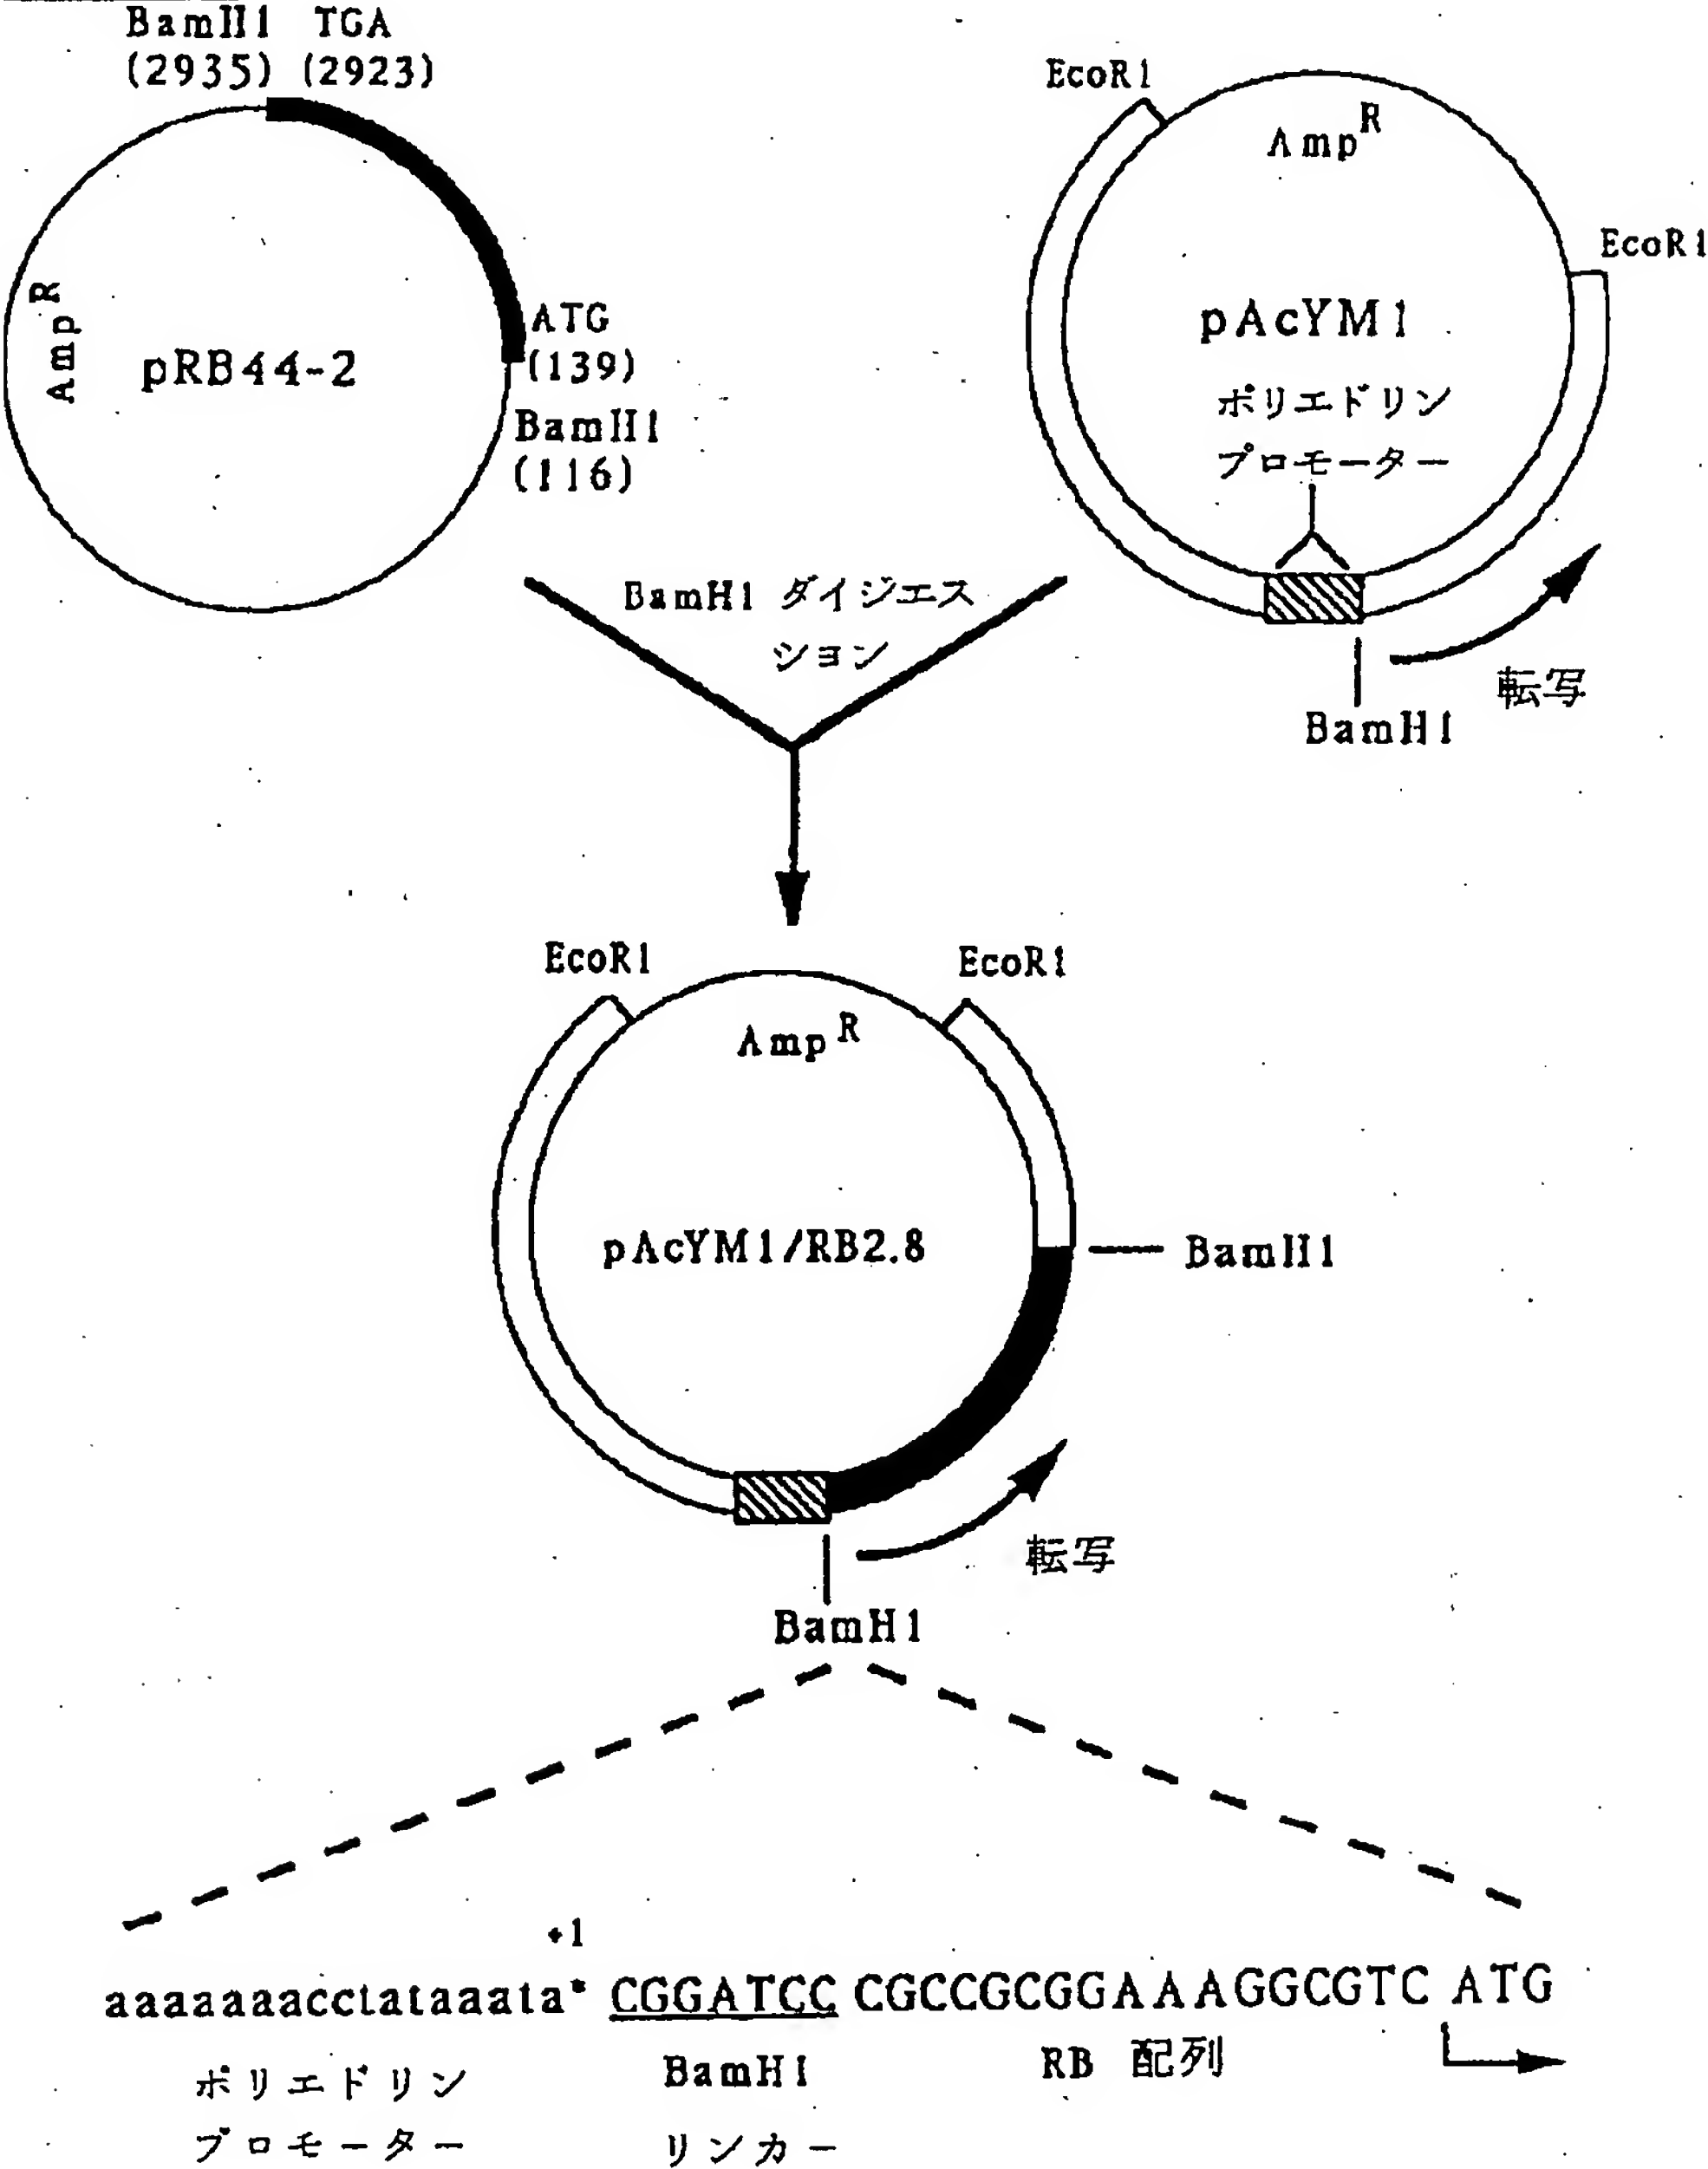 BamH1 TGA
(2935) (2923)
Amp R
pRB44-2
ATG
(139)
BamH1
(116)
EcoR1
Amp R
EcoR1
pAcYM1
ポリエドリン
プロモーター
転写
BamH1
BamH1 ダイジエス
ション
EcoR1
EcoR1
Amp R
pAcYM1/RB2.8
BamH1
転写
BamH1
+1
aaaaaaacctataaata* CGGATCC CGCCGCGGAAAGGCGTC ATG
ポリエドリン
プロモーター
BamH1
リンカー
RB 配列